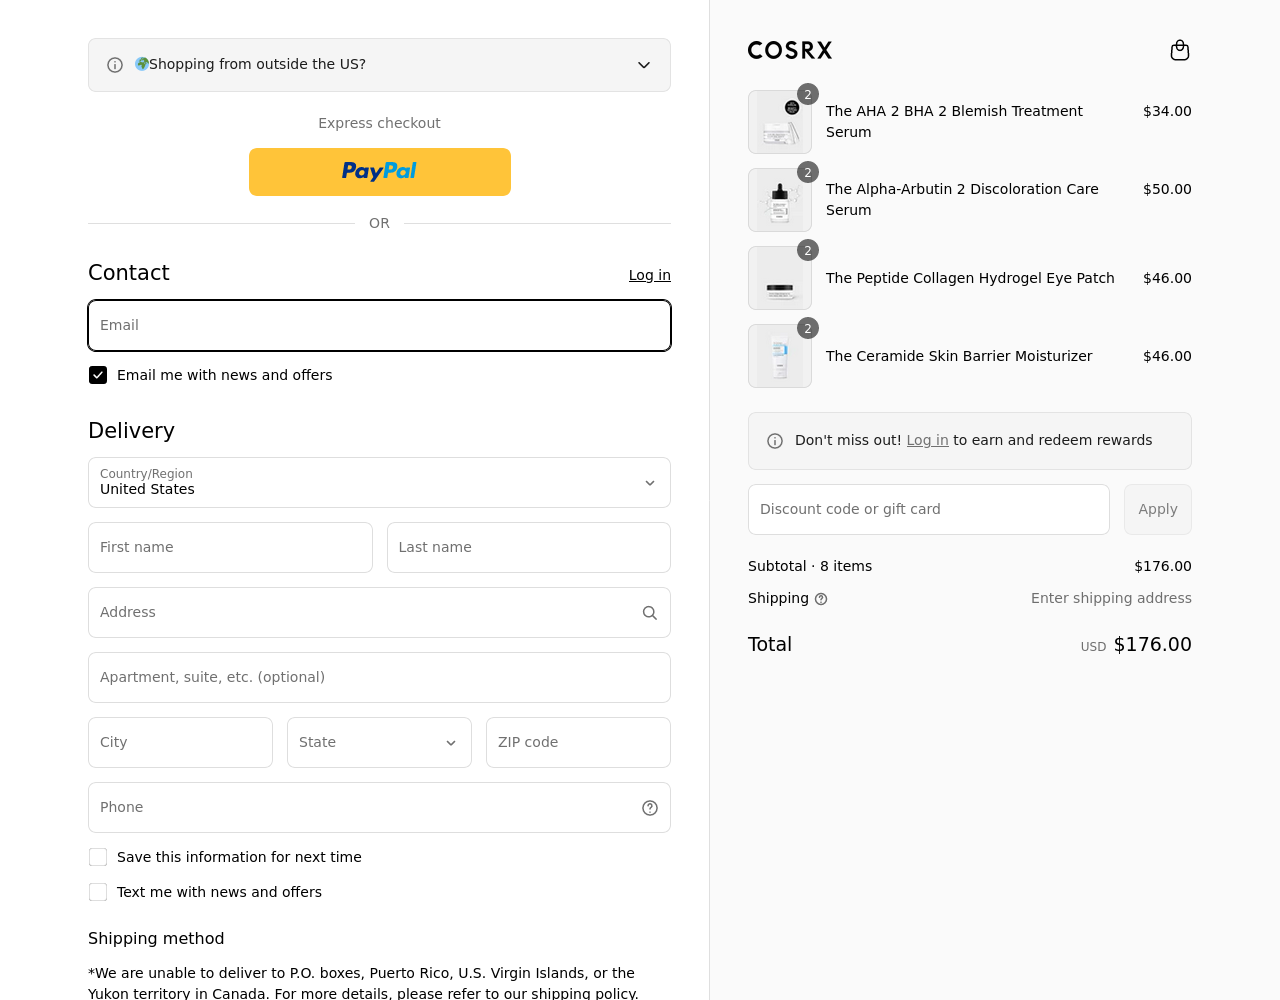 🌍Shopping from outside the US?
Express checkout
PayPal
OR
Contact
Log in
Email
Email me with news and offers
Delivery
Country/Region
United States
First name
Last name
Address
Apartment, suite, etc. (optional)
City
State
ZIP code
Phone
Save this information for next time
Text me with news and offers
Shipping method
*We are unable to deliver to P.O. boxes, Puerto Rico, U.S. Virgin Islands, or the
Yukon territory in Canada. For more details, please refer to our shipping policy.
COSRX
2
The AHA 2 BHA 2 Blemish Treatment
Serum
$34.00
2
The Alpha-Arbutin 2 Discoloration Care
Serum
$50.00
2
The Peptide Collagen Hydrogel Eye Patch
$46.00
2
The Ceramide Skin Barrier Moisturizer
$46.00
Don't miss out! Log in to earn and redeem rewards
Discount code or gift card
Apply
Subtotal · 8 items
$176.00
Shipping
Enter shipping address
Total
USD $176.00